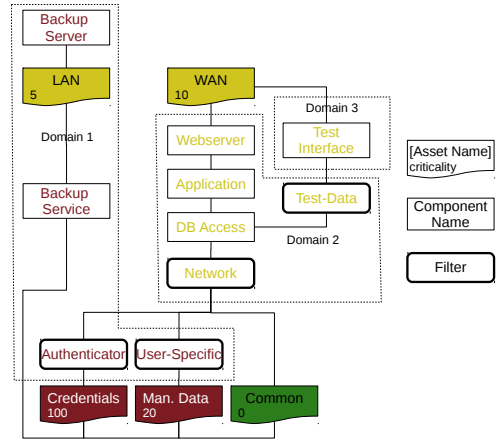 Backup
Server
LAN
5
WAN
10
Domain 3
Domain 1
Webserver
Test
Interface
[Asset Name]
criticality
Application
Backup
Service
Test-Data
Component
Name
DB Access
Domain 2
Network
Filter
Authenticator
User-Specific
Credentials
100
Man. Data
20
Common
0